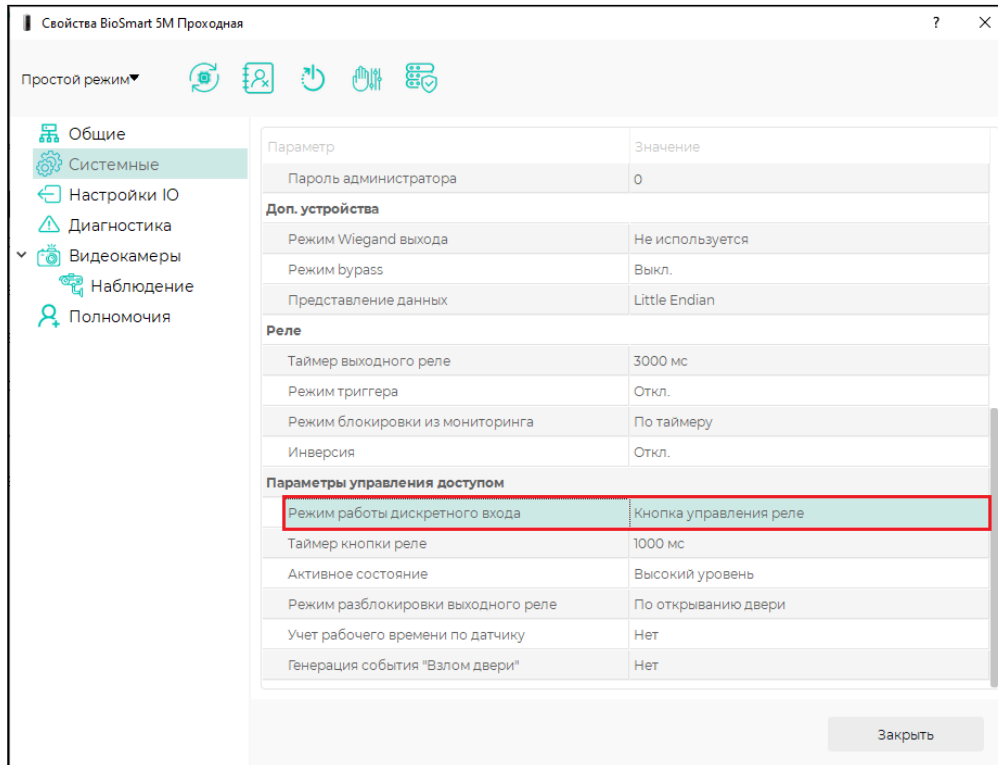 Свойства BioSmart 5М Проходная ? ×
Простой режим▼
Общие
Системные
Настройки IO
Диагностика
Видеокамеры
Наблюдение
Полномочия
Параметр Значение
Пароль администратора 0
Доп. устройства
Режим Wiegand выхода Не используется
Режим bypass Выкл.
Представление данных Little Endian
Реле
Таймер выходного реле 3000 мс
Режим триггера Откл.
Режим блокировки из мониторинга По таймеру
Инверсия Откл.
Параметры управления доступом
Режим работы дискретного входа Кнопка управления реле
Таймер кнопки реле 1000 мс
Активное состояние Высокий уровень
Режим разблокировки выходного реле По открыванию двери
Учет рабочего времени по датчику Нет
Генерация события "Взлом двери" Нет
Закрыть